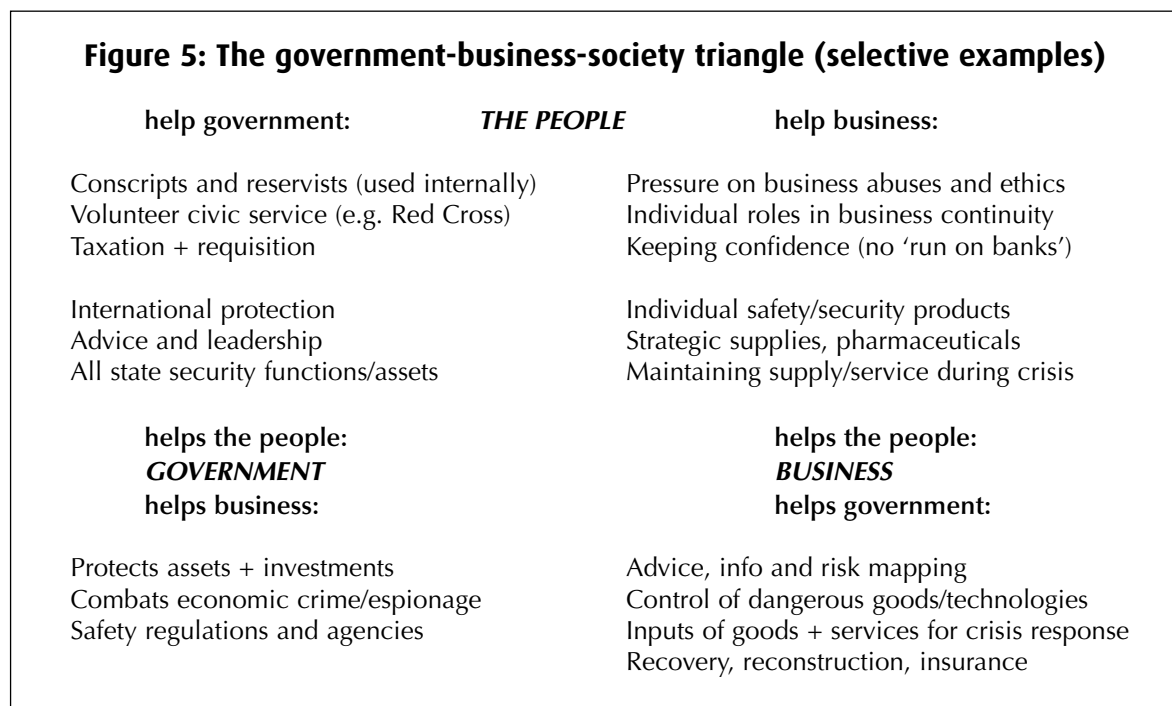 Figure 5: The government-business-society triangle (selective examples)
help government: THE PEOPLE help business:
Conscripts and reservists (used internally)
Volunteer civic service (e.g. Red Cross)
Taxation + requisition
Pressure on business abuses and ethics
Individual roles in business continuity
Keeping confidence (no ‘run on banks’)
International protection
Advice and leadership
All state security functions/assets
Individual safety/security products
Strategic supplies, pharmaceuticals
Maintaining supply/service during crisis
helps the people:
GOVERNMENT
helps business:
helps the people:
BUSINESS
helps government:
Protects assets + investments
Combats economic crime/espionage
Safety regulations and agencies
Advice, info and risk mapping
Control of dangerous goods/technologies
Inputs of goods + services for crisis response
Recovery, reconstruction, insurance